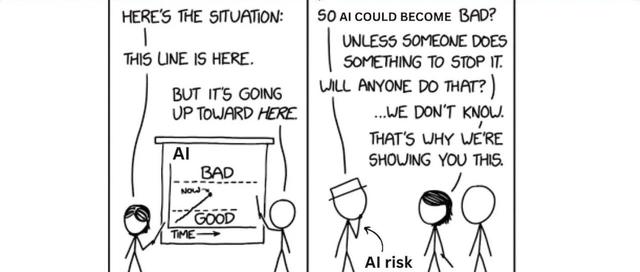 HERE'S THE SITUATION:
THIS LINE IS HERE.
BUT IT'S GOING
UP TOWARD HERE.
AI
BAD
NOW
GOOD
TIME
SO AI COULD BECOME BAD?
UNLESS SOMEONE DOES
SOMETHING TO STOP IT.
WILL ANYONE DO THAT?
...WE DON'T KNOW.
THAT'S WHY WE'RE
SHOWING YOU THIS.
AI risk